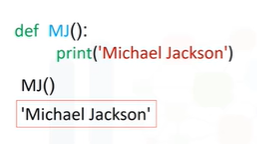 def MJ():
print('Michael Jackson')
MJ()
'Michael Jackson'